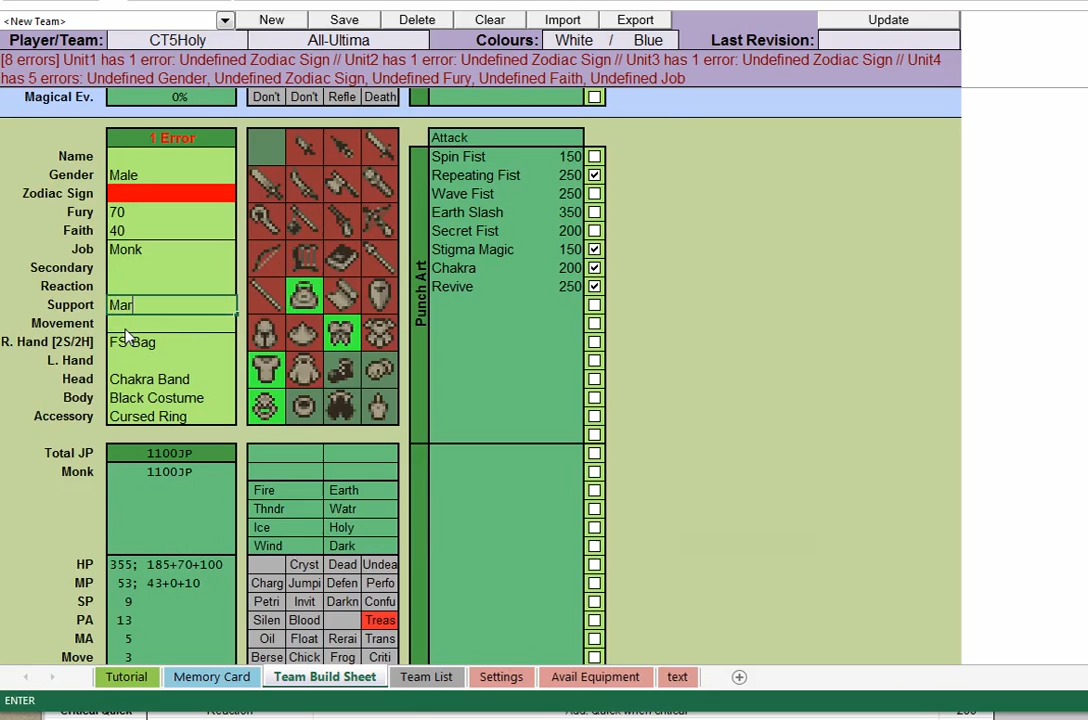 <New Team> New Save Delete Clear Import Export Update
Player/Team: CT5Holy All-Ultima Colours: White / Blue Last Revision:
[8 errors] Unit1 has 1 error: Undefined Zodiac Sign // Unit2 has 1 error: Undefined Zodiac Sign // Unit3 has 1 error: Undefined Zodiac Sign // Unit4
has 5 errors: Undefined Gender, Undefined Zodiac Sign, Undefined Fury, Undefined Faith, Undefined Job
Magical Ev. 0% Don't Don't Refle Death
1 Error Attack
Name Spin Fist 150
Gender Male Repeating Fist 250
Zodiac Sign Wave Fist 250
Fury 70 Earth Slash 350
Faith 40 Secret Fist 200
Job Monk Stigma Magic 150
Secondary Chakra 200
Reaction Revive 250
Punch Art
Support Mar
Movement
R. Hand [2S/2H] FS Bag
L. Hand
Head Chakra Band
Body Black Costume
Accessory Cursed Ring
Total JP 1100JP
Monk 1100JP
Fire Earth
Thndr Watr
Ice Holy
Wind Dark
HP 355; 185+70+100 Cryst Dead Undea
MP 53; 43+0+10 Charg Jumpi Defen Perfo
SP 9 Petri Invit Darkn Confu
PA 13 Silen Blood Treas
MA 5 Oil Float Rerai Trans
Move 3 Berse Chick Frog Criti
Tutorial Memory Card Team Build Sheet Team List Settings Avail Equipment text
ENTER